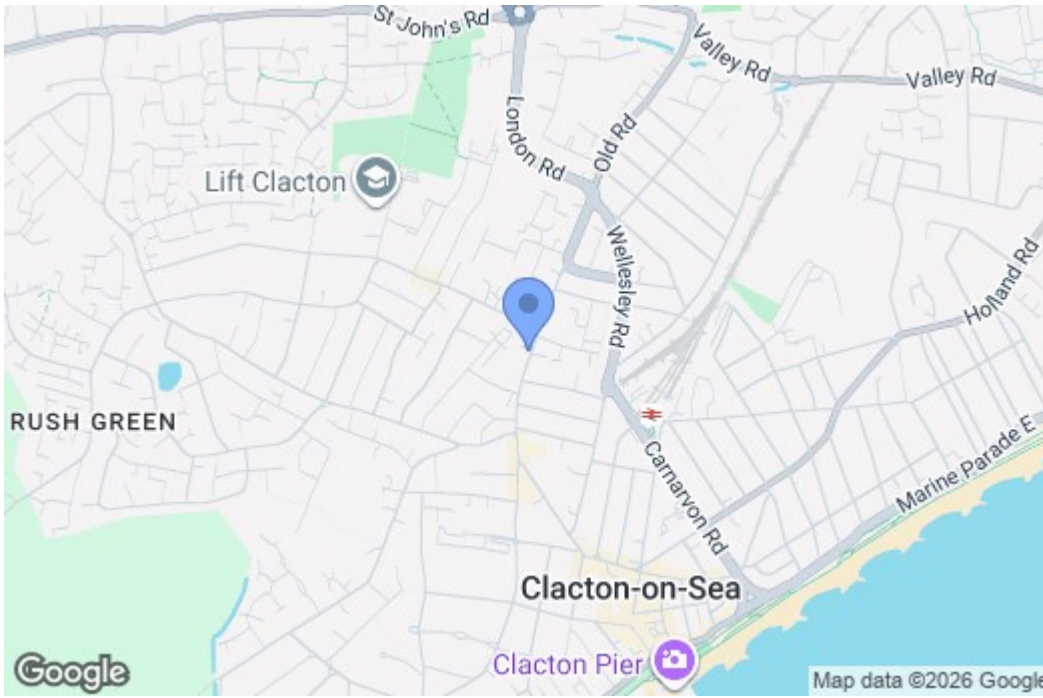 St John's Rd
Valley Rd
Valley Rd
London Rd
Old Rd
Lift Clacton
Wellesley Rd
Holland Rd
RUSH GREEN
Carnarvon Rd
Marine Parade E
Clacton-on-Sea
Clacton Pier
Google
Map data ©2026 Google